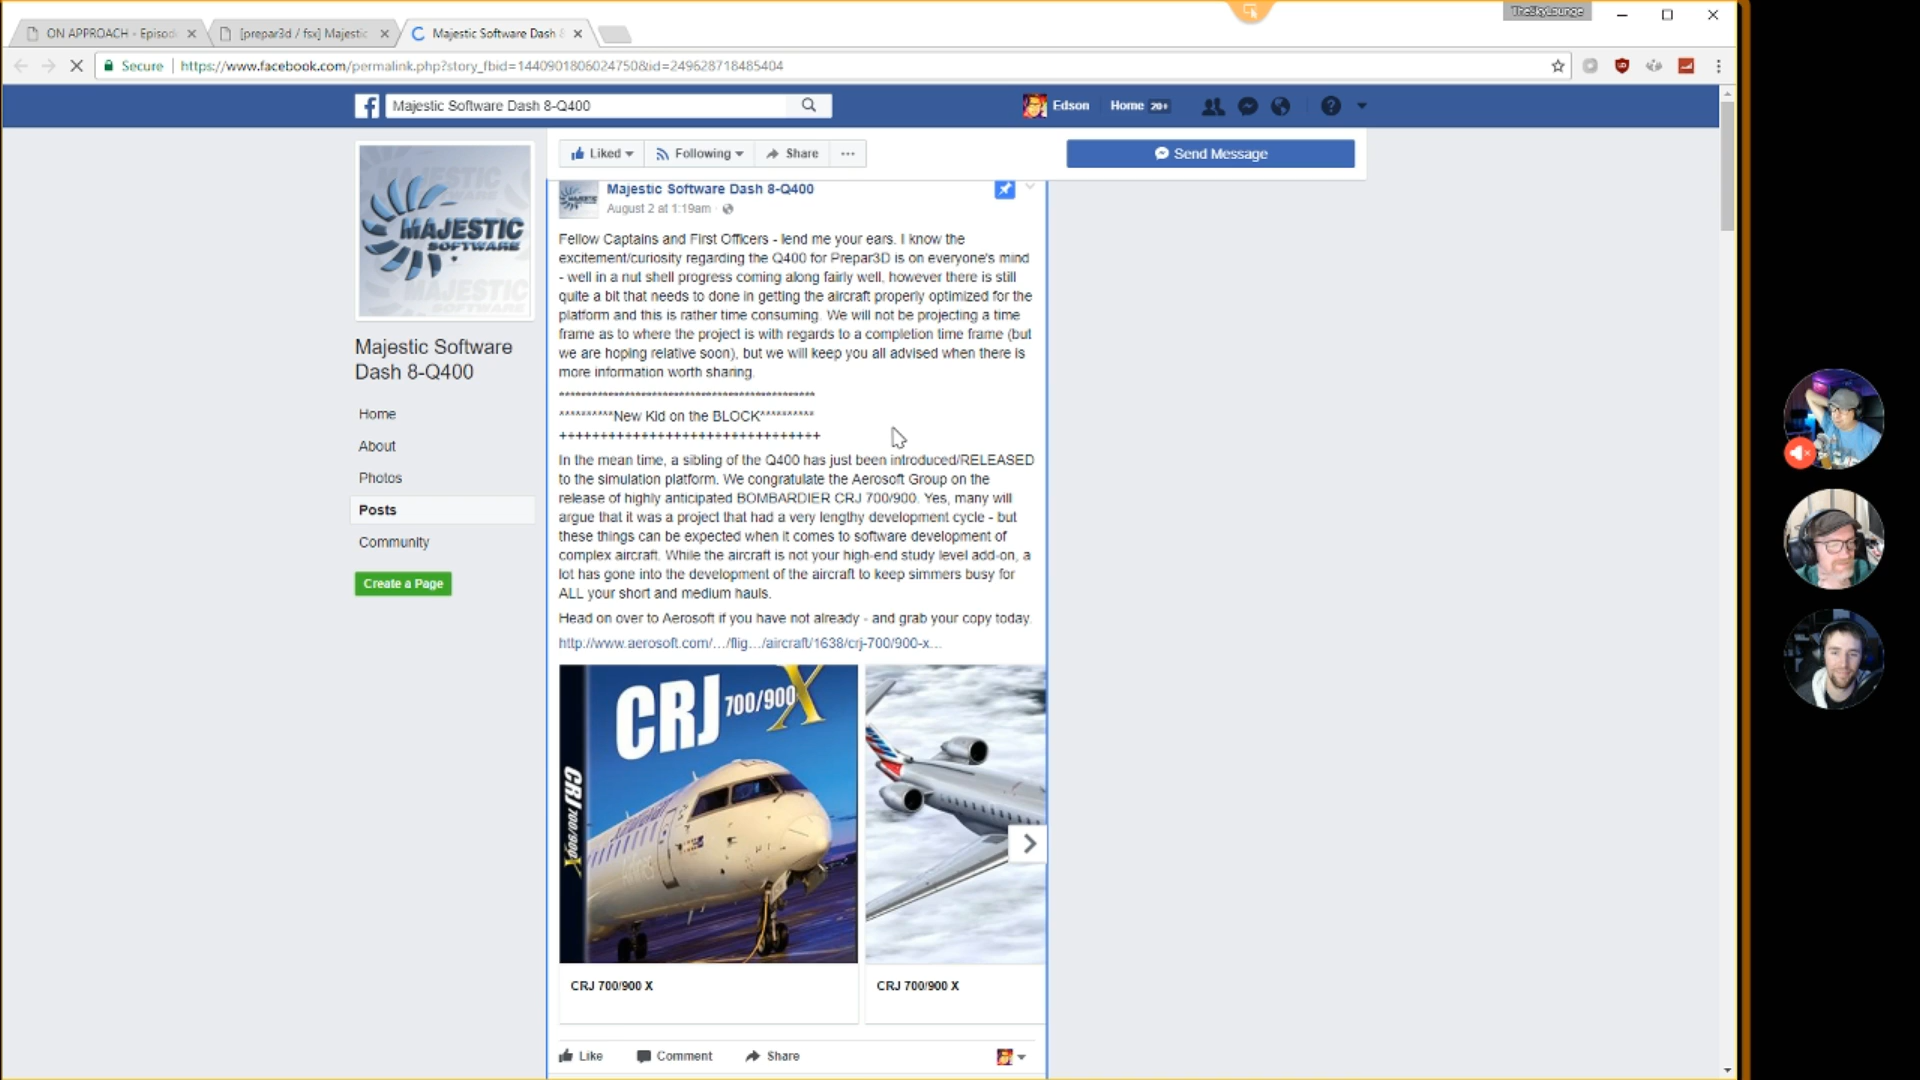 TheSkyLounge
ON APPROACH - Episod
[prepar3d / fsx] Majestic
Majestic Software Dash 8
Secure
https://www.facebook.com/permalink.php?story_fbid=1440901806024750&id=249628718485404
Majestic Software Dash 8-Q400
Edson
Home 20+
Liked
Following
Share
Send Message
MAJESTIC
MAJESTIC
SOFTWARE
MAJESTIC
Majestic Software
Dash 8-Q400
Home
About
Photos
Posts
Community
Create a Page
Majestic Software Dash 8-Q400
August 2 at 1:19am
Fellow Captains and First Officers - lend me your ears. I know the
excitement/curiosity regarding the Q400 for Prepar3D is on everyone's mind
- well in a nut shell progress coming along fairly well, however there is still
quite a bit that needs to done in getting the aircraft properly optimized for the
platform and this is rather time consuming. We will not be projecting a time
frame as to where the project is with regards to a completion time frame (but
we are hoping relative soon), but we will keep you all advised when there is
more information worth sharing.
**********New Kid on the BLOCK**********
++++++++++++++++++++++++++++++++
In the mean time, a sibling of the Q400 has just been introduced/RELEASED
to the simulation platform. We congratulate the Aerosoft Group on the
release of highly anticipated BOMBARDIER CRJ 700/900. Yes, many will
argue that it was a project that had a very lengthy development cycle - but
these things can be expected when it comes to software development of
complex aircraft. While the aircraft is not your high-end study level add-on, a
lot has gone into the development of the aircraft to keep simmers busy for
ALL your short and medium hauls.
Head on over to Aerosoft if you have not already - and grab your copy today.
http://www.aerosoft.com/.../flig.../aircraft/1638/crj-700/900-x...
CRJ 700/900 X
CRJ 700/900 X
CRJ 700/900 X
CRJ 700/900 X
Like
Comment
Share